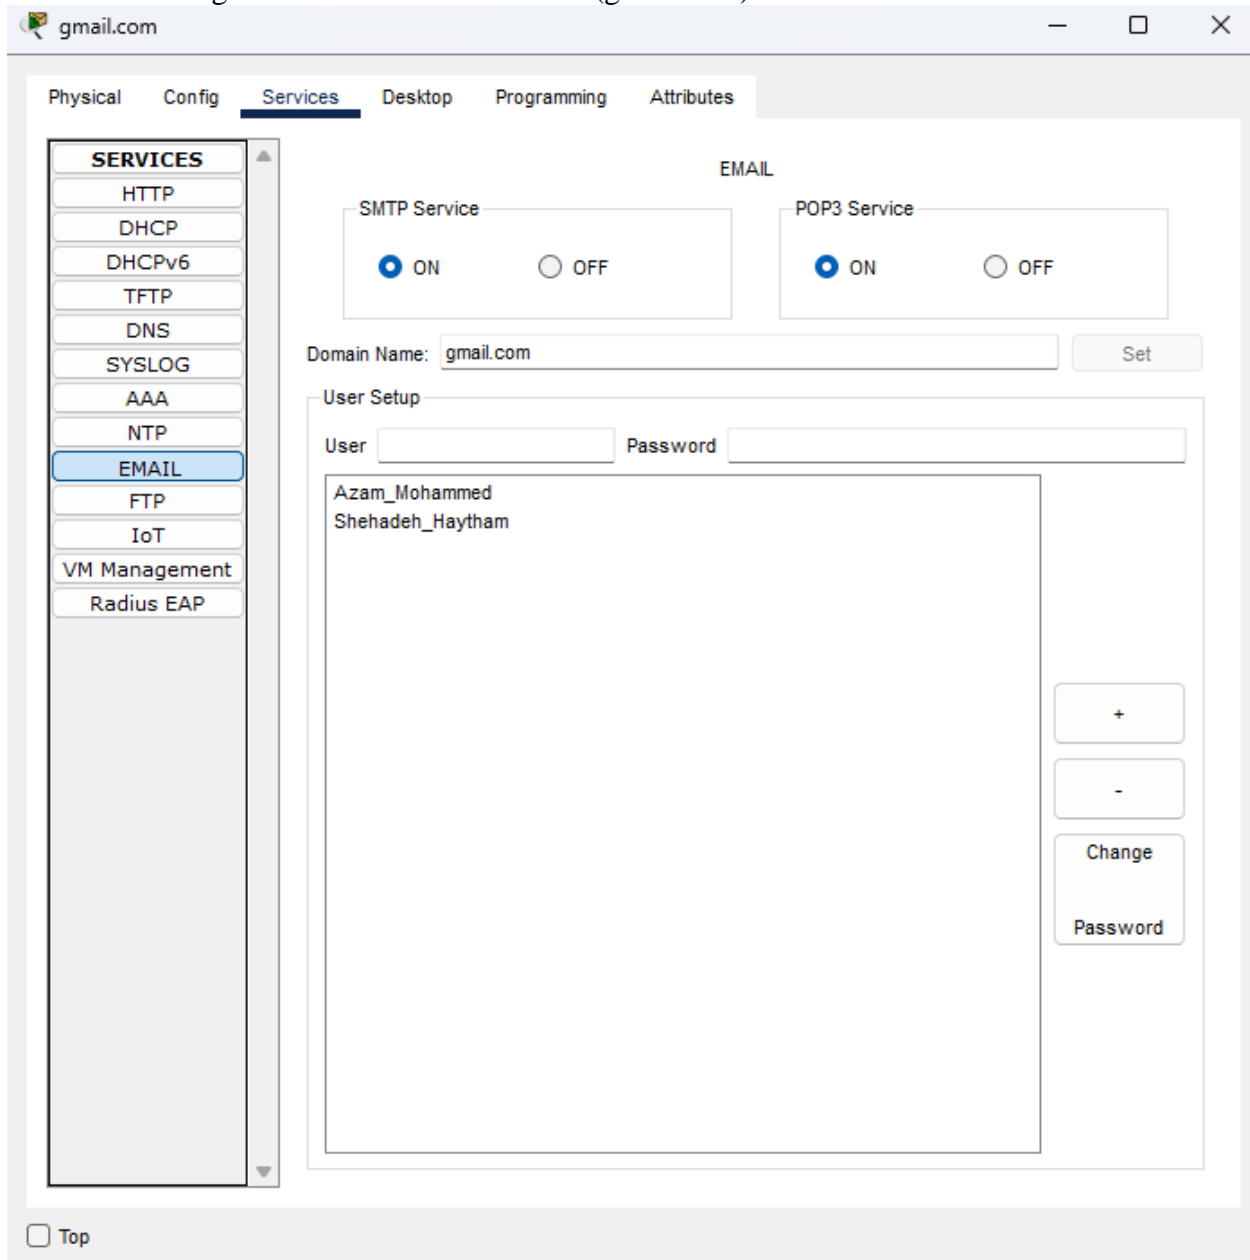 gmail.com
Physical Config Services Desktop Programming Attributes
SERVICES
HTTP
DHCP
DHCPv6
TFTP
DNS
SYSLOG
AAA
NTP
EMAIL
FTP
IoT
VM Management
Radius EAP
EMAIL
SMTP Service POP3 Service
ON OFF ON OFF
Domain Name: gmail.com Set
User Setup
User Password
Azam_Mohammed
Shehadeh_Haytham
+
-
Change
Password
Top